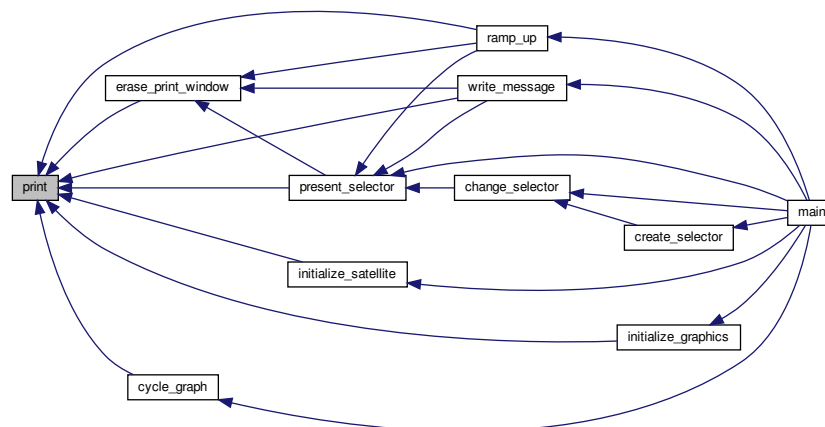 ramp_up
erase_print_window
write_message
print
present_selector
change_selector
main
create_selector
initialize_satellite
initialize_graphics
cycle_graph